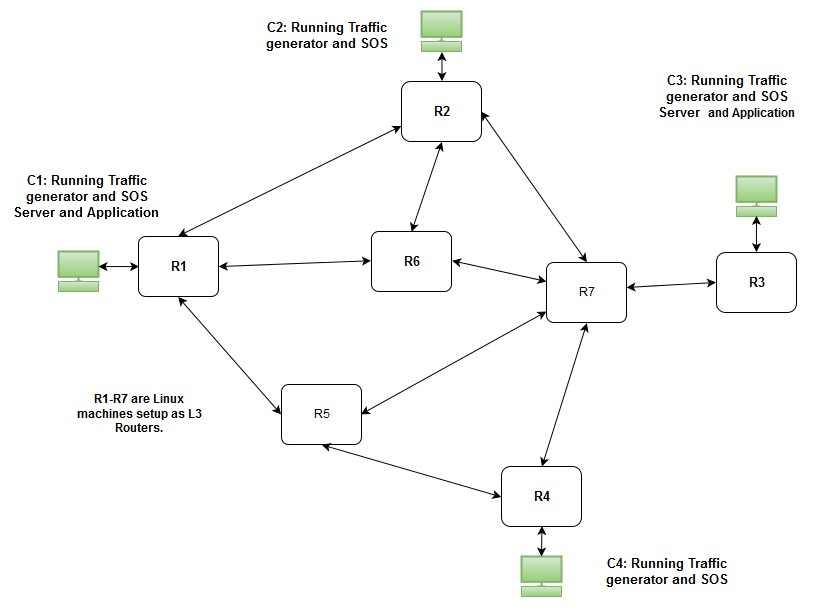 C2: Running Traffic
generator and SOS
R2
C3: Running Traffic
generator and SOS
Server and Application
C1: Running Traffic
generator and SOS
Server and Application
R1
R6
R7
R3
R1-R7 are Linux
machines setup as L3
Routers.
R5
R4
C4: Running Traffic
generator and SOS